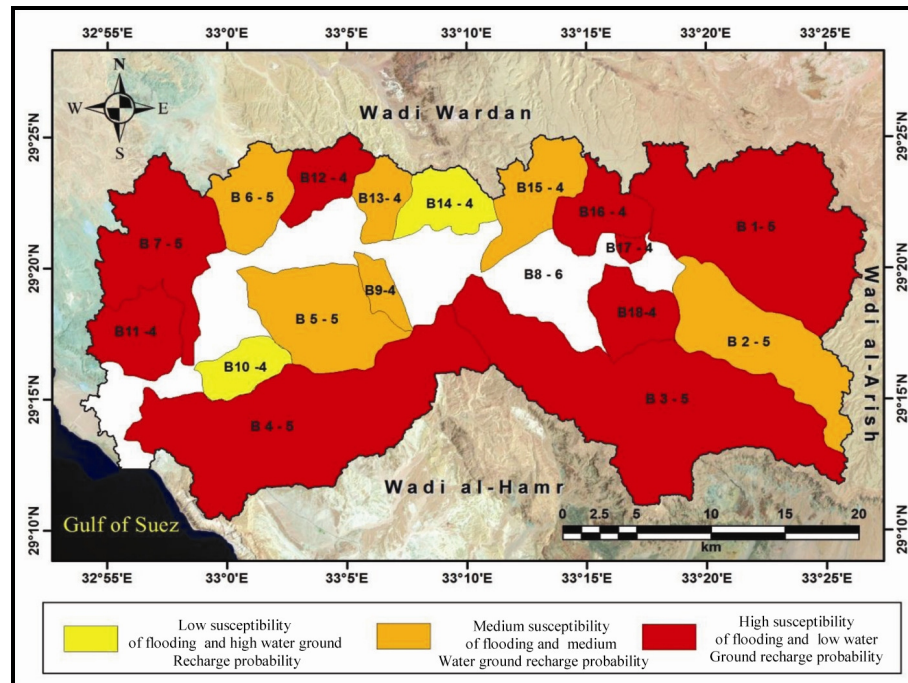 32°55'E 33°0'E 33°5'E 33°10'E 33°15'E 33°20'E 33°25'E
N
W E
S
Wadi Wardan
29°25'N 29°25'N
B 6 - 5 B12 - 4 B13- 4 B14 - 4 B15 - 4 B16 - 4 B 1- 5
B 7 - 5 B17 - 4
29°20'N 29°20'N
B9-4 B8 - 6
B11 -4 B 5 - 5 B18-4 B 2 - 5
B10 -4
Wadi al-Arish
29°15'N 29°15'N
B 4 - 5 B 3 - 5
Wadi al-Hamr
Gulf of Suez
0 2.5 5 10 15 20
km
29°10'N 29°10'N
32°55'E 33°0'E 33°5'E 33°10'E 33°15'E 33°20'E 33°25'E
Low susceptibility
of flooding and high water ground
Recharge probability
Medium susceptibility
of flooding and medium
Water ground recharge probability
High susceptibility
of flooding and low water
Ground recharge probability